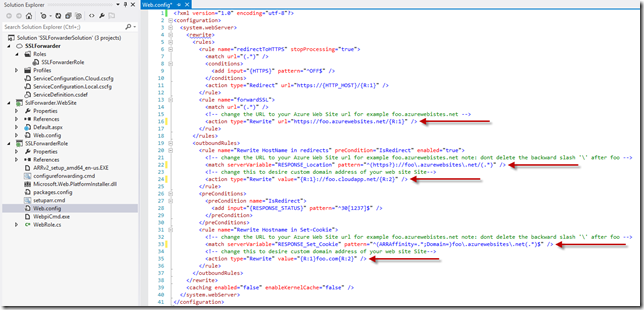 Solution Explorer
Search Solution Explorer (Ctrl+;)
Solution 'SSLForwarderSolution' (3 projects)
SSLForwarder
Roles
SSLForwarderRole
Profiles
ServiceConfiguration.Cloud.cscfg
ServiceConfiguration.Local.cscfg
ServiceDefinition.csdef
SslForwarder.WebSite
Properties
References
Default.aspx
Web.config
SSLForwarderRole
Properties
References
ARRv2_setup_amd64_en-us.EXE
configureforwarding.cmd
Microsoft.Web.PlatformInstaller.dll
packages.config
setuparr.cmd
Web.config
WebpiCmd.exe
WebRole.cs
Web.config*
1 <?xml version="1.0" encoding="utf-8"?>
2 <configuration>
3 <system.webServer>
4 <rewrite>
5 <rules>
6 <rule name="redirectToHTTPS" stopProcessing="true">
7 <match url="(.*)" />
8 <conditions>
9 <add input="{HTTPS}" pattern="^OFF$" />
10 </conditions>
11 <action type="Redirect" url="https://{HTTP_HOST}/{R:1}" />
12 </rule>
13 <rule name="forwardSSL">
14 <match url="(.*)" />
15 <!-- change the URL to your Azure Web Site url for example foo.azurewebistes.net -->
16 <action type="Rewrite" url="https://foo.azurewebsites.net/{R:1}" />
17 </rule>
18 </rules>
19 <outboundRules>
20 <rule name="Rewrite Hostname in redirects" preCondition="IsRedirect" enabled="true">
21 <!-- change the URL to your Azure Web Site url for example foo.azurewebsites.net note: dont delete the backward slash '\' after foo -->
22 <match serverVariable="RESPONSE_Location" pattern="^(https?)://foo\.azurewebsites\.net/(.*)" />
23 <!-- change this to desire custom domain address of your web site Site-->
24 <action type="Rewrite" value="{R:1}://foo.cloudapp.net/{R:2}" />
25 </rule>
26 <preConditions>
27 <preCondition name="IsRedirect">
28 <add input="{RESPONSE_STATUS}" pattern="^30[1237]$" />
29 </preCondition>
30 </preConditions>
31 <rule name="Rewrite Hostname in Set-Cookie">
32 <!-- change the URL to your Azure Web Site url for example foo.azurewebsites.net note: dont delete the backward slash '\' after foo -->
33 <match serverVariable="RESPONSE_Set_Cookie" pattern="^(ARRAffinity=.*;Domain=)foo\.azurewebsites\.net(.*)$" />
34 <!-- change this to desire custom domain address of your web site Site-->
35 <action type="Rewrite" value="{R:1}foo.com{R:2}" />
36 </rule>
37 </outboundRules>
38 </rewrite>
39 <caching enabled="false" enableKernelCache="false" />
40 </system.webServer>
41 </configuration>